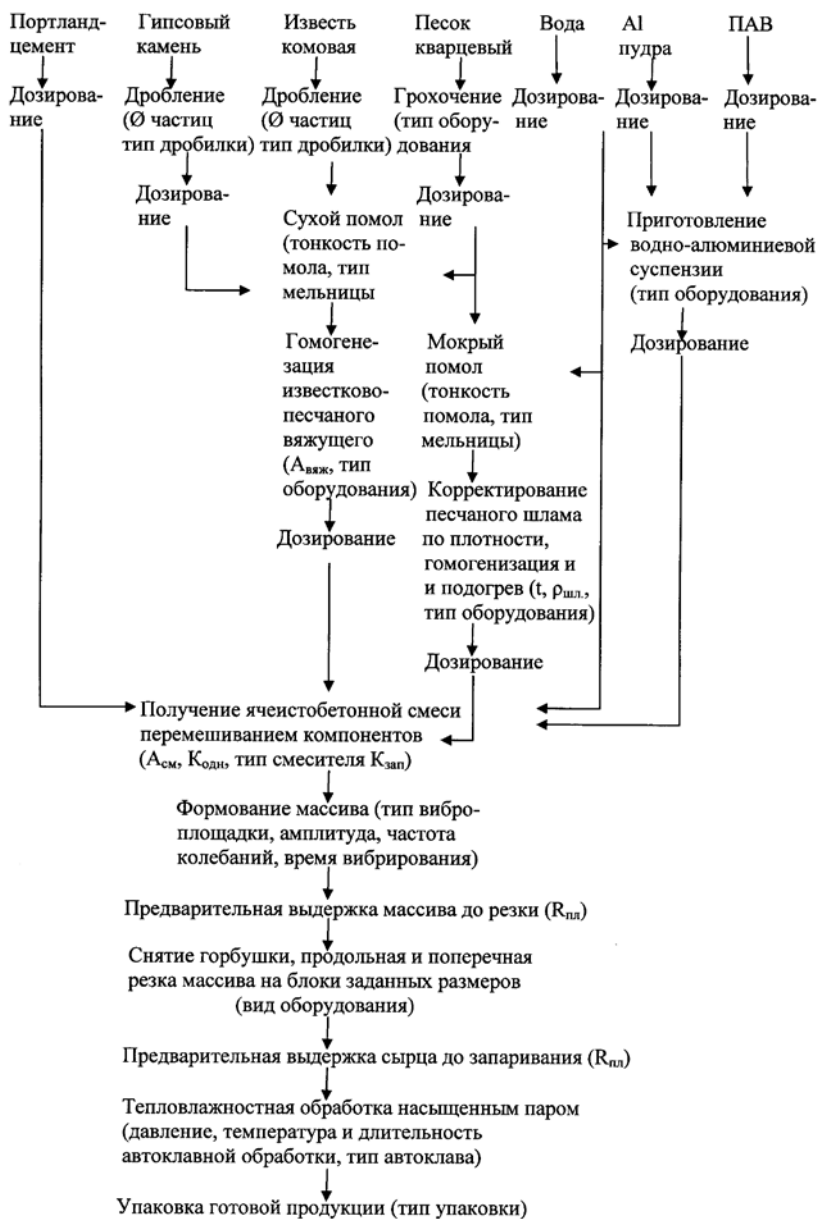 Портланд-
цемент
Гипсовый
камень
Известь
комовая
Песок
кварцевый
Вода
Al
пудра
ПАВ
Дозирова-
ние
Дробление
(Ø частиц
тип дробилки)
Дробление
(Ø частиц
тип дробилки)
Грохочение
(тип обору-
дования
Дозирова-
ние
Дозирова-
ние
Дозирова-
ние
Дозирова-
ние
Сухой помол
(тонкость по-
мола, тип
мельницы
Дозирова-
ние
Приготовление
водно-алюминиевой
суспензии
(тип оборудования)
Гомогене-
зация
известково-
песчаного
вяжущего
(Aвяж, тип
оборудования)
Мокрый
помол
(тонкость
помола, тип
мельницы)
Дозирование
Корректирование
песчаного шлама
по плотности,
гомогенизация и
и подогрев (t, ρшл.,
тип оборудования)
Дозирование
Дозирование
Получение ячеистобетонной смеси
перемешиванием компонентов
(Aсм, Kодн, тип смесителя Kзап)
Формование массива (тип вибро-
площадки, амплитуда, частота
колебаний, время вибрирования)
Предварительная выдержка массива до резки (Rпл)
Снятие горбушки, продольная и поперечная
резка массива на блоки заданных размеров
(вид оборудования)
Предварительная выдержка сырца до запаривания (Rпл)
Тепловлажностная обработка насыщенным паром
(давление, температура и длительность
автоклавной обработки, тип автоклава)
Упаковка готовой продукции (тип упаковки)